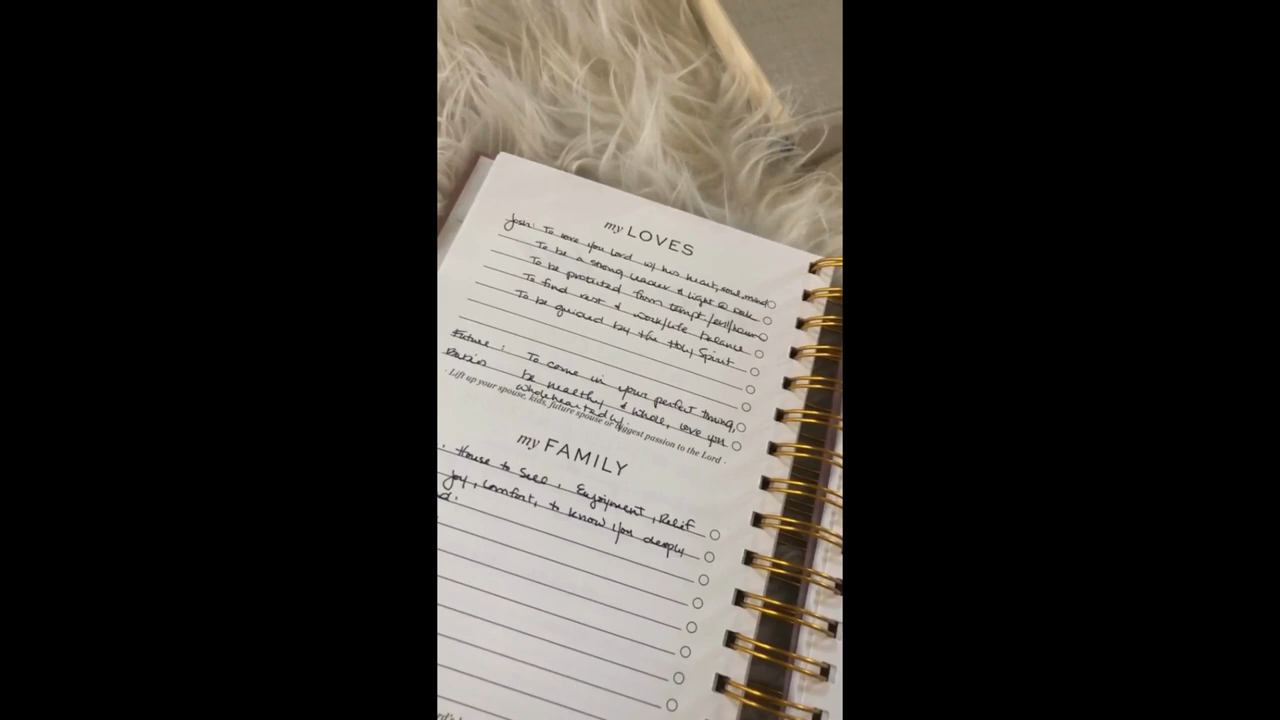 my LOVES
Josh: To love you Lord w/ his heart, soul, mind
To be a strong leader & light @ work
To be protected from tempt/evil/harm
To find rest & work/life balance
To be guided by the Holy Spirit
Future : To come in your perfect timing,
Babies be healthy & whole, love you
wholeheartedly.
· Lift up your spouse, kids, future spouse or biggest passion to the Lord ·
my FAMILY
House to Sell, Enjoyment, Relief
Joy, comfort, to know you deeply